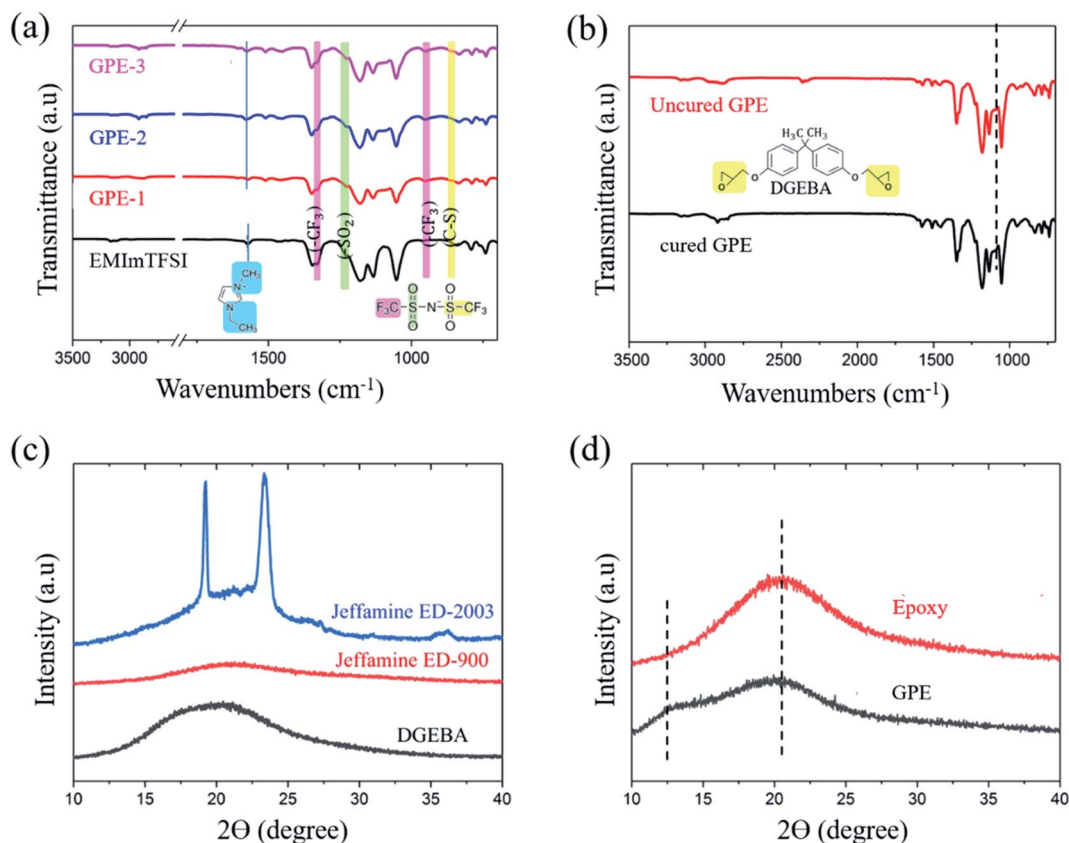 (a)
GPE-3
GPE-2
GPE-1
EMImTFSI
(-CF₃)
(-SO₂)
(-CF₃)
(C-S)
CH₃
N⁺
N
CH₃
O O
F₃C S N⁻ S CF₃
O O
3500 3000 1500 1000
Wavenumbers (cm⁻¹)
Transmittance (a.u)
(b)
Uncured GPE
H₃C CH₃
O O O O
DGEBA
cured GPE
3500 3000 2500 2000 1500 1000
Wavenumbers (cm⁻¹)
Transmittance (a.u)
(c)
Jeffamine ED-2003
Jeffamine ED-900
DGEBA
10 15 20 25 30 35 40
2Θ (degree)
Intensity (a.u)
(d)
Epoxy
GPE
10 15 20 25 30 35 40
2Θ (degree)
Intensity (a.u)